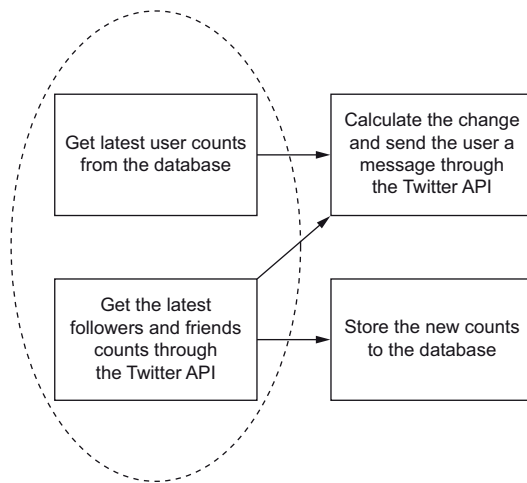 Get latest user counts
from the database
Calculate the change
and send the user a
message through
the Twitter API
Get the latest
followers and friends
counts through
the Twitter API
Store the new counts
to the database